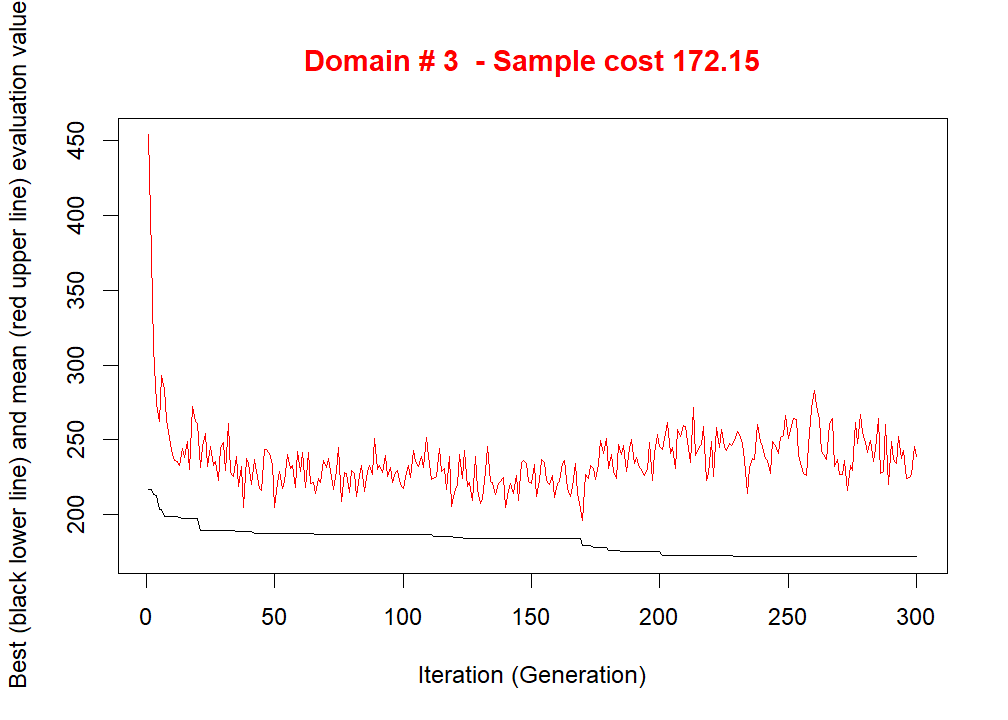 Domain # 3  - Sample cost 172.15
Best (black lower line) and mean (red upper line) evaluation value
450
400
350
300
250
200
0 50 100 150 200 250 300
Iteration (Generation)